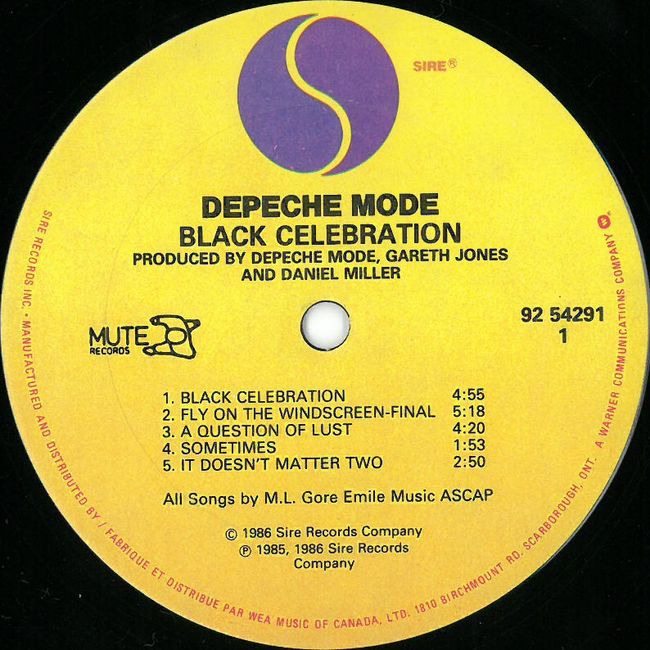 SIRE®
DEPECHE MODE
BLACK CELEBRATION
PRODUCED BY DEPECHE MODE, GARETH JONES
AND DANIEL MILLER
MUTE
RECORDS
92 54291
1
1. BLACK CELEBRATION 4:55
2. FLY ON THE WINDSCREEN-FINAL 5:18
3. A QUESTION OF LUST 4:20
4. SOMETIMES 1:53
5. IT DOESN'T MATTER TWO 2:50
All Songs by M.L. Gore Emile Music ASCAP
© 1986 Sire Records Company
℗ 1985, 1986 Sire Records
Company
SIRE RECORDS INC. • MANUFACTURED AND DISTRIBUTED BY / FABRIQUE ET DISTRIBUE PAR WEA MUSIC OF CANADA, LTD. 1810 BIRCHMOUNT RD. SCARBOROUGH, ONT. A WARNER COMMUNICATIONS COMPANY